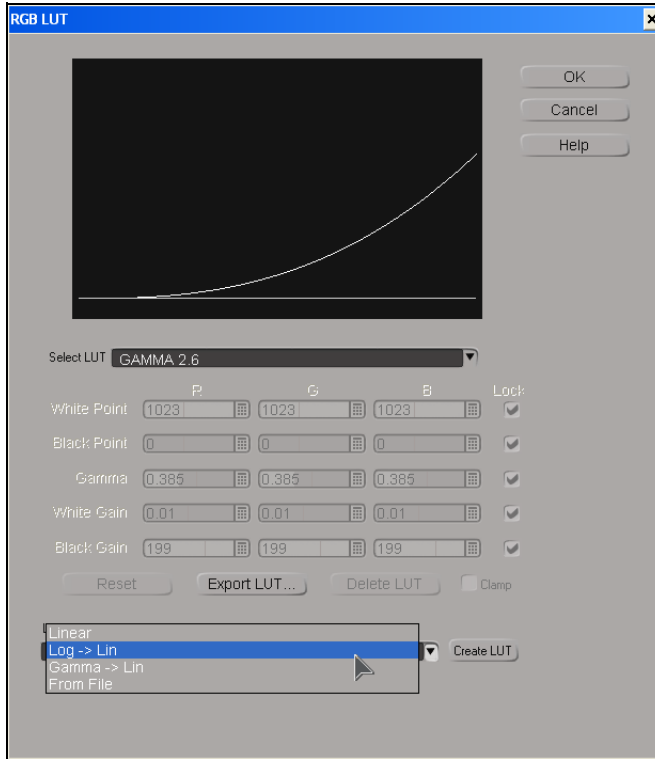 RGB LUT
OK
Cancel
Help
Select LUT GAMMA 2.6
R G B Lock
White Point 1023 1023 1023
Black Point 0 0 0
Gamma 0.385 0.385 0.385
White Gain 0.01 0.01 0.01
Black Gain 199 199 199
Reset Export LUT... Delete LUT Clamp
Linear
Log -> Lin Create LUT
Gamma -> Lin
From File